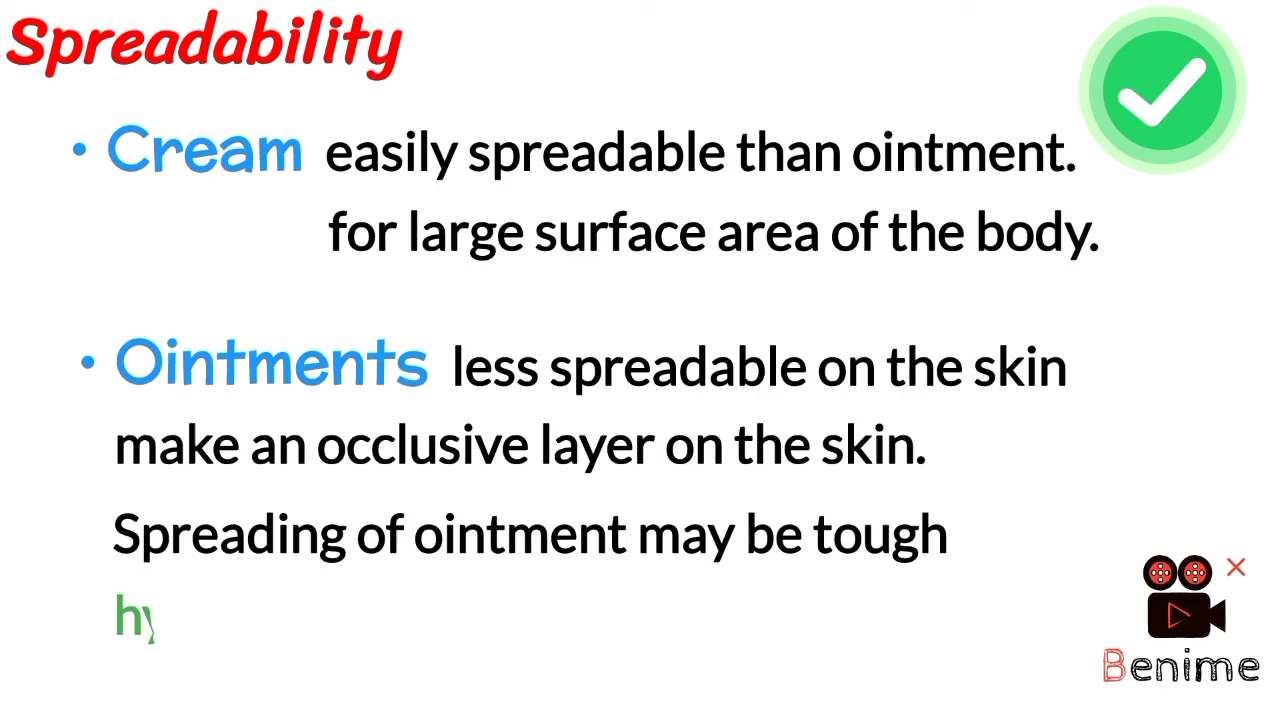 Spreadability
• Cream easily spreadable than ointment.
for large surface area of the body.
• Ointments less spreadable on the skin
make an occlusive layer on the skin.
Spreading of ointment may be tough
hy
Benime